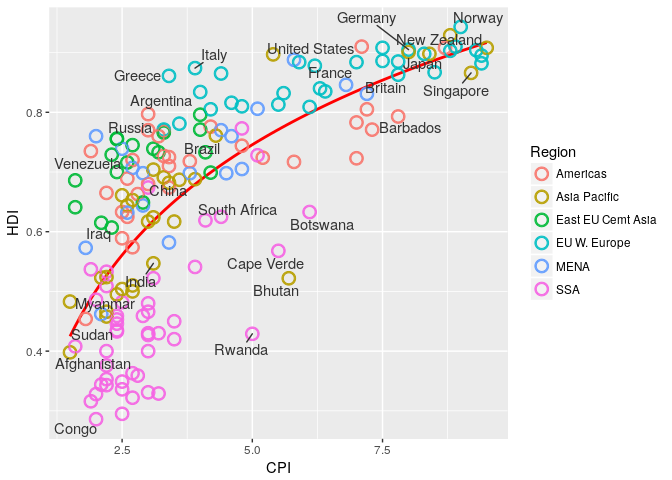 Germany
Norway
Italy
United States
New Zealand
Greece
France
Japan
Singapore
Britain
Argentina
0.8
Russia
Barbados
Brazil
Venezuela
China
Region
Americas
Asia Pacific
East EU Cemt Asia
EU W. Europe
MENA
SSA
HDI
South Africa
Botswana
0.6
Iraq
Cape Verde
India
Bhutan
Myanmar
Sudan
Rwanda
0.4
Afghanistan
Congo
2.5
5.0
7.5
CPI